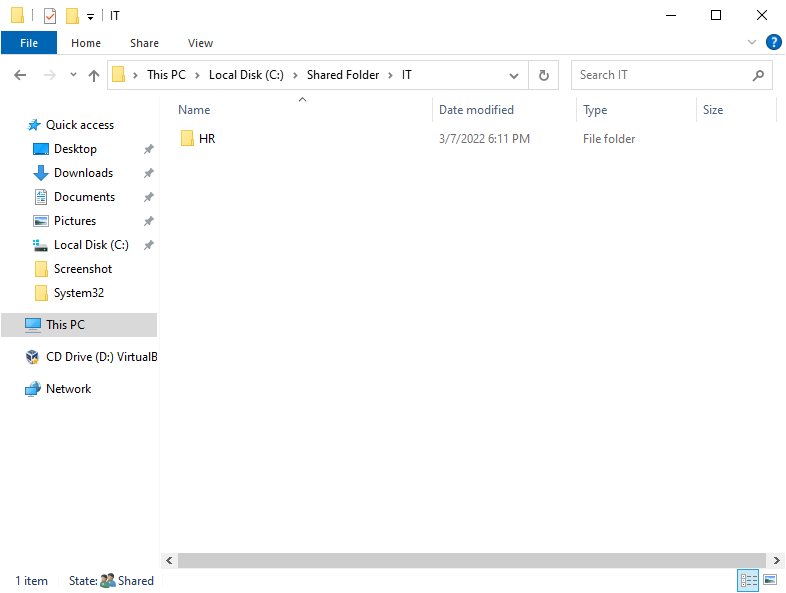 IT
File Home Share View
This PC Local Disk (C:) Shared Folder IT
Search IT
Name Date modified Type Size
HR 3/7/2022 6:11 PM File folder
Quick access
Desktop
Downloads
Documents
Pictures
Local Disk (C:)
Screenshot
System32
This PC
CD Drive (D:) VirtualB
Network
1 item State: Shared